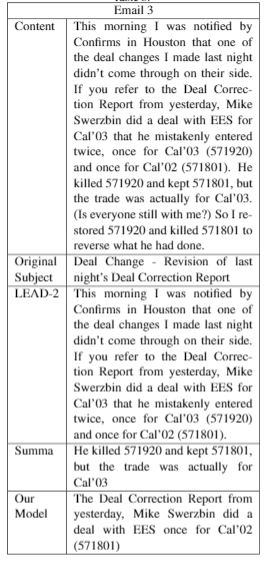 Email 3
Content This morning I was notified by
Confirms in Houston that one of
the deal changes I made last night
didn't come through on their side.
If you refer to the Deal Correc-
tion Report from yesterday, Mike
Swerzbin did a deal with EES for
Cal'03 that he mistakenly entered
twice, once for Cal'03 (571920)
and once for Cal'02 (571801). He
killed 571920 and kept 571801, but
the trade was actually for Cal'03.
(Is everyone still with me?) So I re-
stored 571920 and killed 571801 to
reverse what he had done.
Original Deal Change - Revision of last
Subject night's Deal Correction Report
LEAD-2 This morning I was notified by
Confirms in Houston that one of
the deal changes I made last night
didn't come through on their side.
If you refer to the Deal Correc-
tion Report from yesterday, Mike
Swerzbin did a deal with EES for
Cal'03 that he mistakenly entered
twice, once for Cal'03 (571920)
and once for Cal'02 (571801).
Summa He killed 571920 and kept 571801,
but the trade was actually for
Cal'03
Our The Deal Correction Report from
Model yesterday, Mike Swerzbin did a
deal with EES once for Cal'02
(571801)